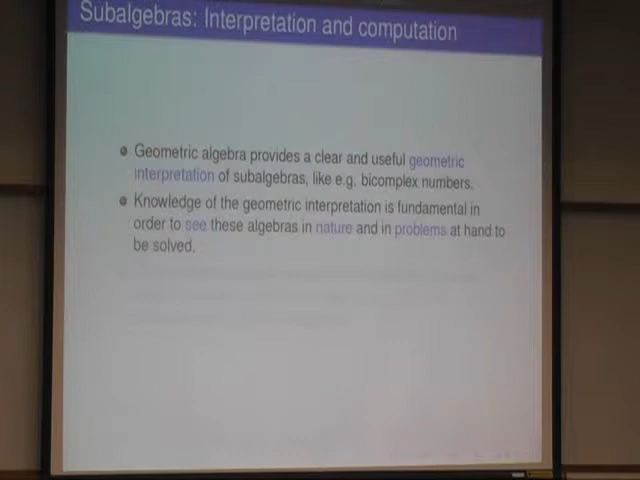 Subalgebras: Interpretation and computation
Geometric algebra provides a clear and useful geometric
interpretation of subalgebras, like e.g. bicomplex numbers.
Knowledge of the geometric interpretation is fundamental in
order to see these algebras in nature and in problems at hand to
be solved.